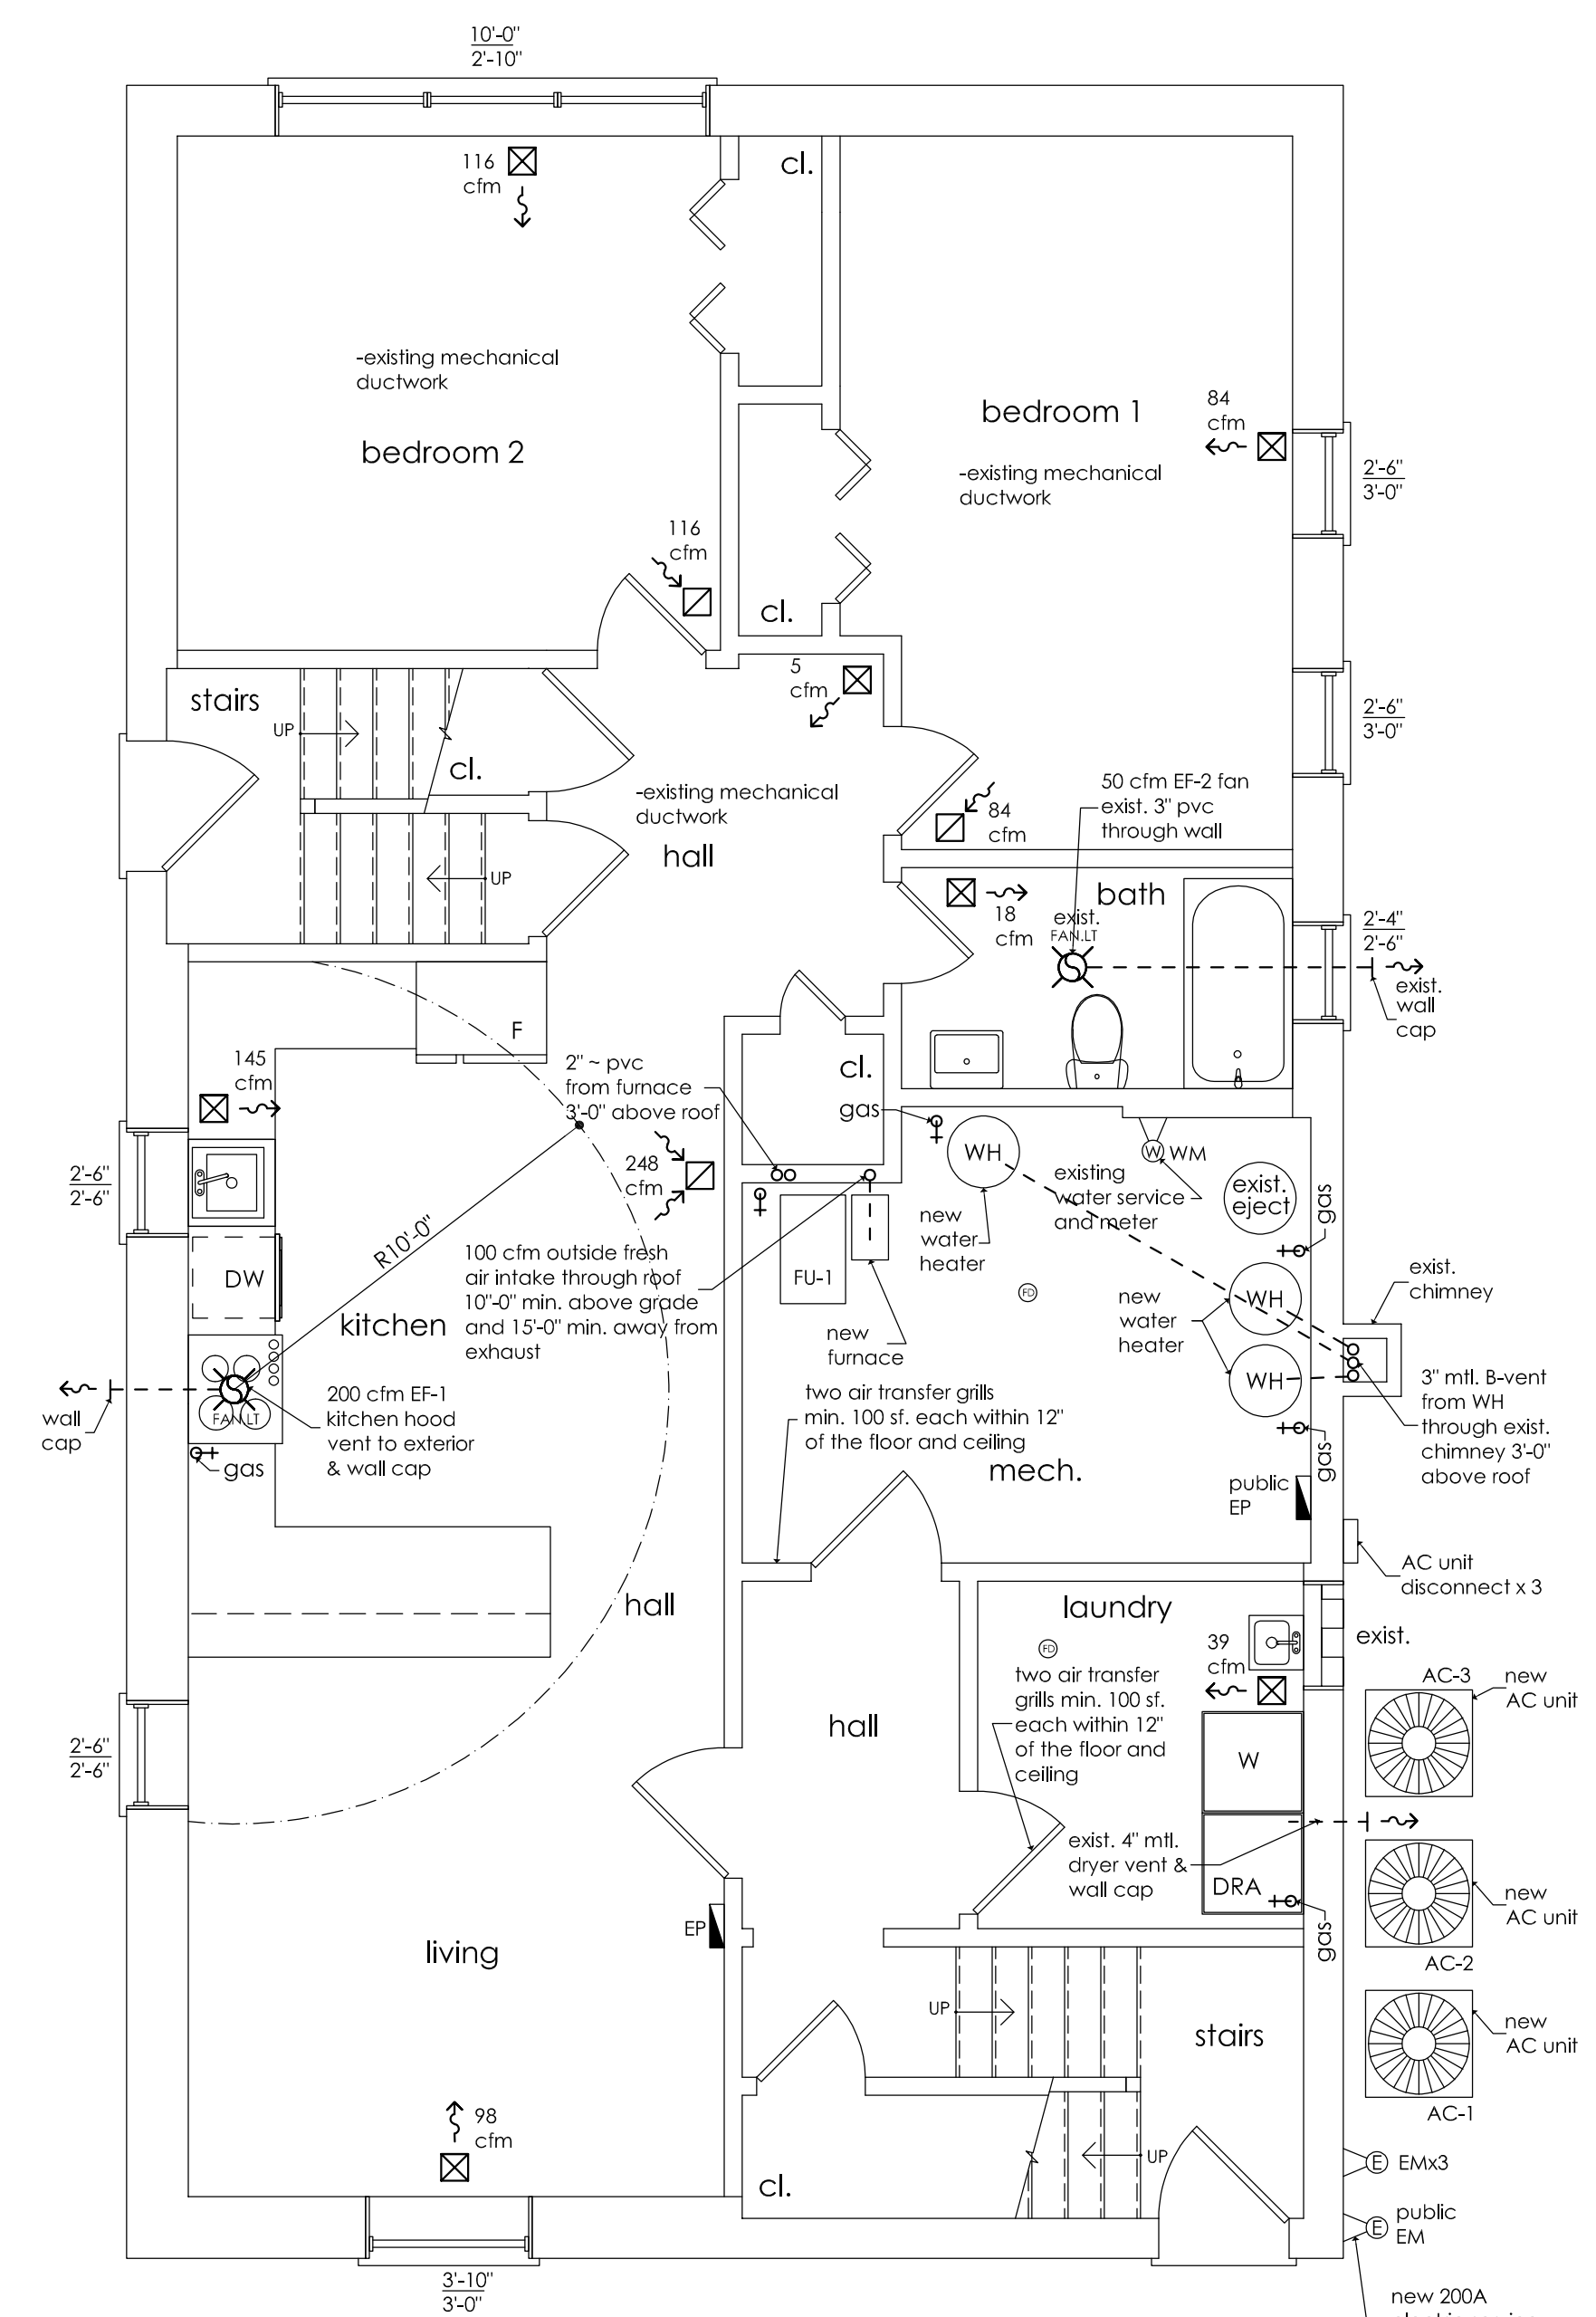 10'-0"
2'-10"
116
cfm
cl.
-existing mechanical
ductwork
bedroom 2
bedroom 1
-existing mechanical
ductwork
84
cfm
2'-6"
3'-0"
116
cfm
cl.
5
cfm
stairs
UP
cl.
2'-6"
3'-0"
-existing mechanical
ductwork
hall
84
cfm
50 cfm EF-2 fan
exist. 3" pvc
through wall
UP
bath
18
cfm
exist.
FAN.LT
2'-4"
2'-6"
exist.
wall
cap
F
145
cfm
2" ~ pvc
from furnace
3'-0" above roof
cl.
gas
248
cfm
WH
W
WM
existing
water service
and meter
exist.
eject
gas
2'-6"
2'-6"
R10'-0"
new
water
heater
100 cfm outside fresh
air intake through roof
10"-0" min. above grade
and 15'-0" min. away from
exhaust
DW
kitchen
FU-1
FD
new
furnace
WH
new
water
heater
exist.
chimney
WH
wall
cap
FAN.LT
200 cfm EF-1
kitchen hood
vent to exterior
& wall cap
gas
two air transfer grills
min. 100 sf. each within 12"
of the floor and ceiling
mech.
gas
3" mtl. B-vent
from WH
through exist.
chimney 3'-0"
above roof
public
EP
AC unit
disconnect x 3
hall
laundry
exist.
FD
39
cfm
two air transfer
grills min. 100 sf.
each within 12"
of the floor and
ceiling
AC-3
new
AC unit
hall
2'-6"
2'-6"
W
exist. 4" mtl.
dryer vent &
wall cap
DRA
gas
new
AC unit
AC-2
EP
living
UP
stairs
new
AC unit
AC-1
98
cfm
UP
cl.
E
EMx3
E
public
EM
3'-10"
3'-0"
new 200A